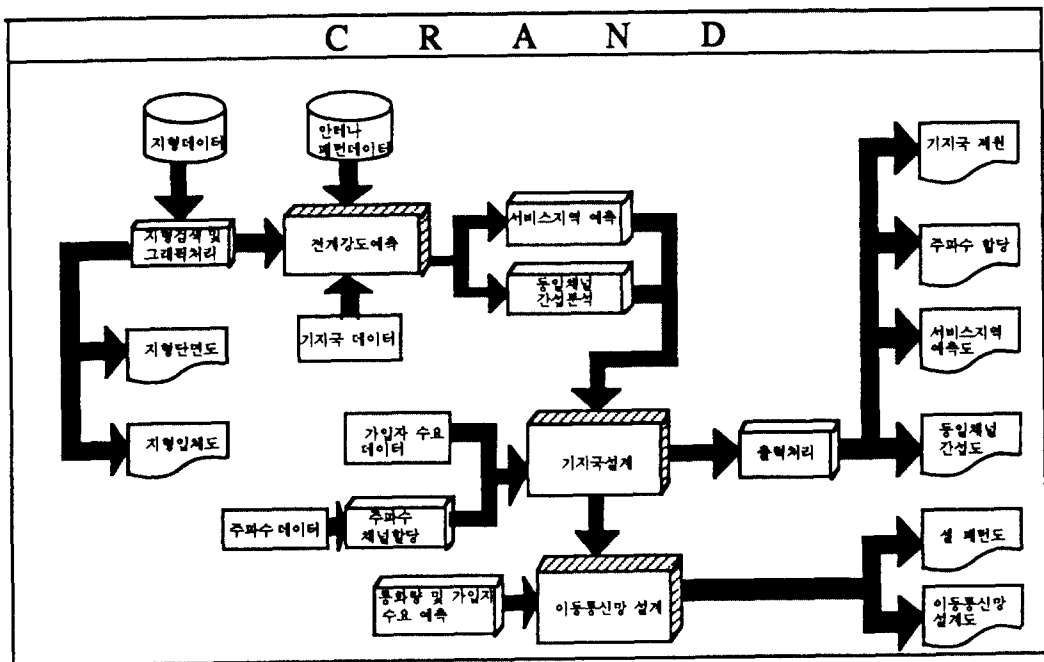 C R A N D
지형데이터
안테나
패턴데이터
기지국 제원
지형검색 및
그래픽처리
전계강도예측
서비스지역 예측
주파수 할당
동일채널
간섭분석
기지국 데이터
지형단면도
서비스지역
예측도
가입자 수요
데이터
지형입체도
기지국설계
출력처리
동일채널
간섭도
주파수 데이터
주파수
채널할당
셀 패턴도
통화량 및 가입자
수요 예측
이동통신망 설계
이동통신망
설계도